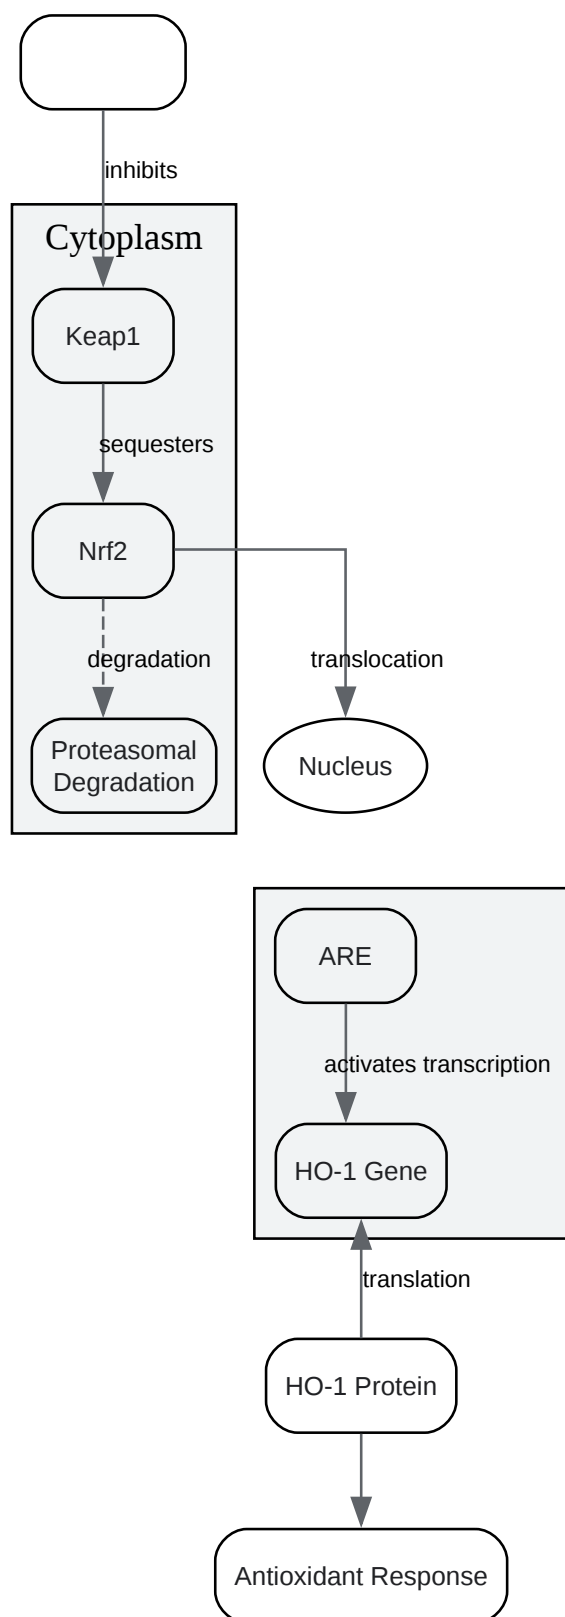 inhibits
Cytoplasm
Keap1
sequesters
Nrf2
degradation
translocation
Proteasomal
Degradation
Nucleus
ARE
activates transcription
HO-1 Gene
translation
HO-1 Protein
Antioxidant Response